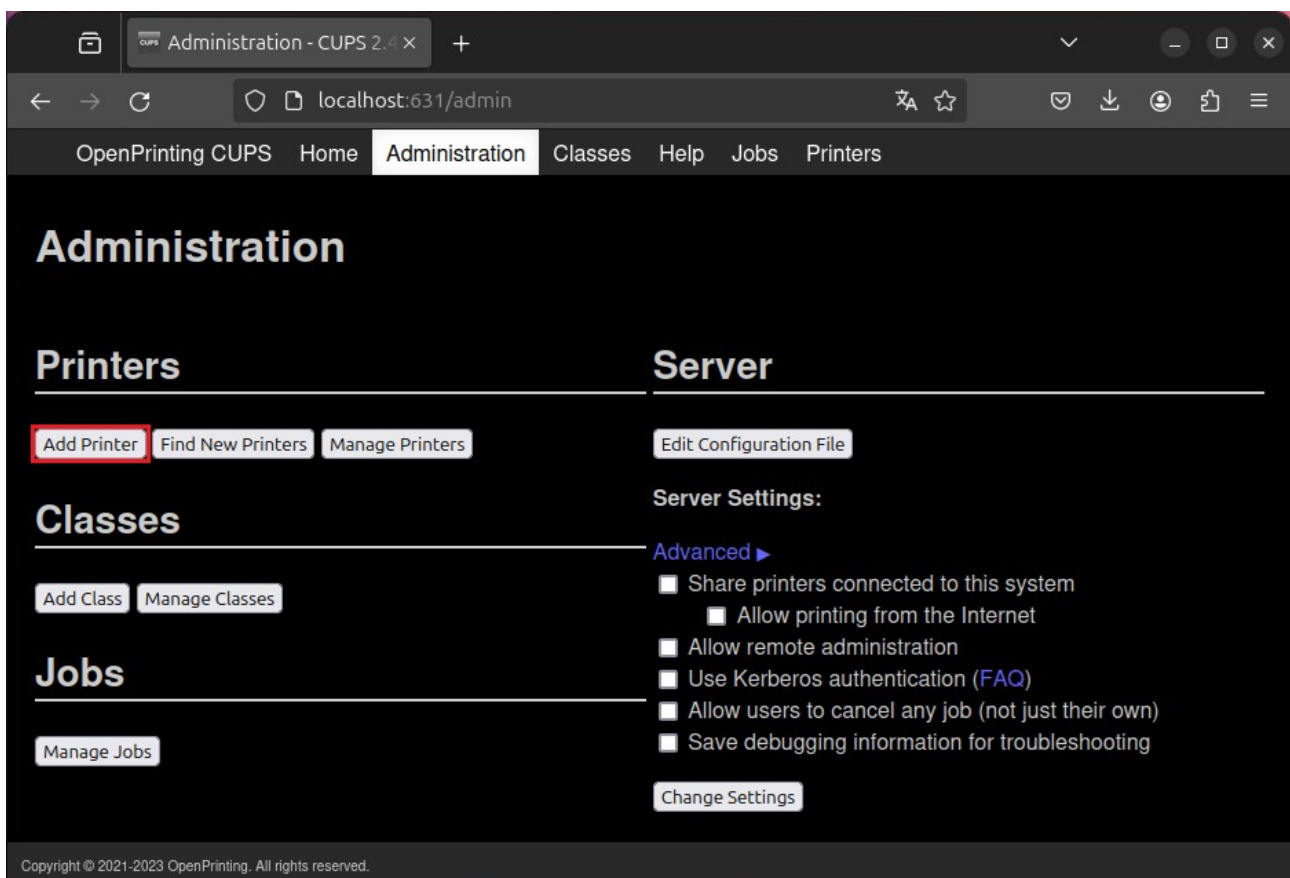 Administration - CUPS 2.4
localhost:631/admin
OpenPrinting CUPS Home Administration Classes Help Jobs Printers
Administration
Printers
Add Printer Find New Printers Manage Printers
Classes
Add Class Manage Classes
Jobs
Manage Jobs
Server
Edit Configuration File
Server Settings:
Advanced ▶
Share printers connected to this system
Allow printing from the Internet
Allow remote administration
Use Kerberos authentication (FAQ)
Allow users to cancel any job (not just their own)
Save debugging information for troubleshooting
Change Settings
Copyright © 2021-2023 OpenPrinting. All rights reserved.